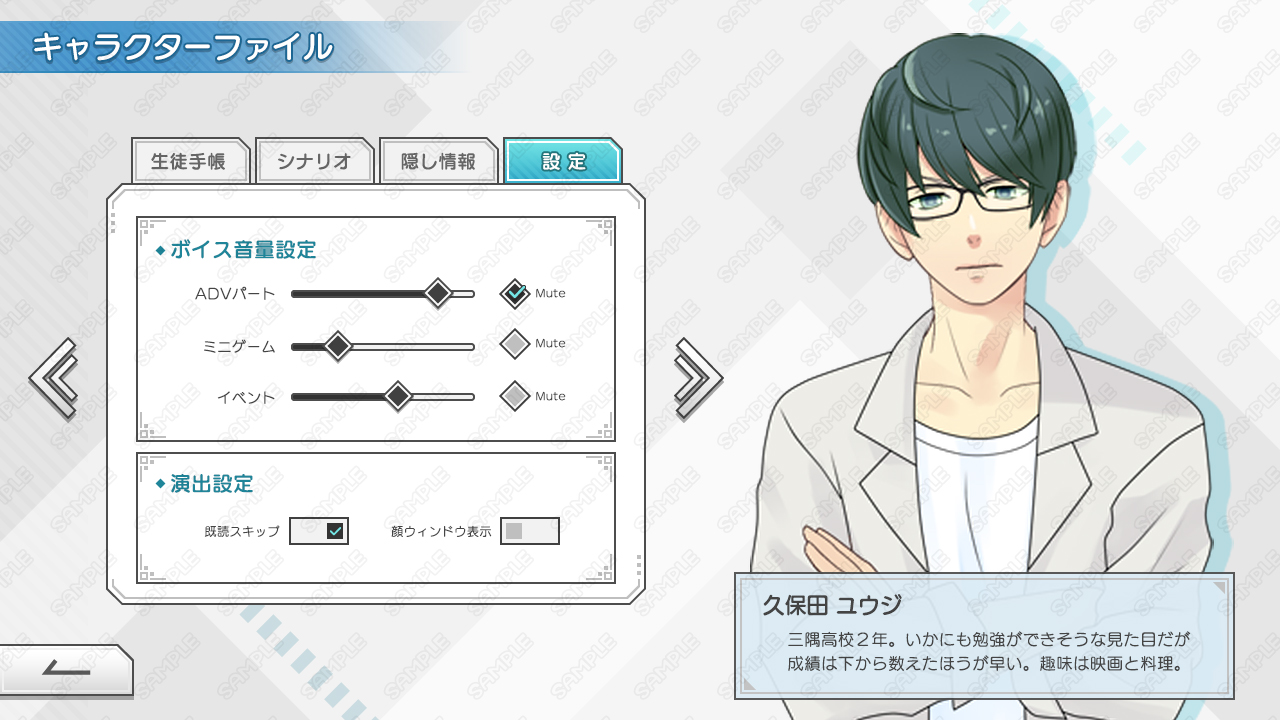 キャラクターファイル
生徒手帳 シナリオ 隠し情報 設定
◆ボイス音量設定
ADVパート Mute
ミニゲーム Mute
イベント Mute
◆演出設定
既読スキップ 顔ウィンドウ表示
久保田 ユウジ
三隅高校２年。いかにも勉強ができそうな見た目だが
成績は下から数えたほうが早い。趣味は映画と料理。
SAMPLE